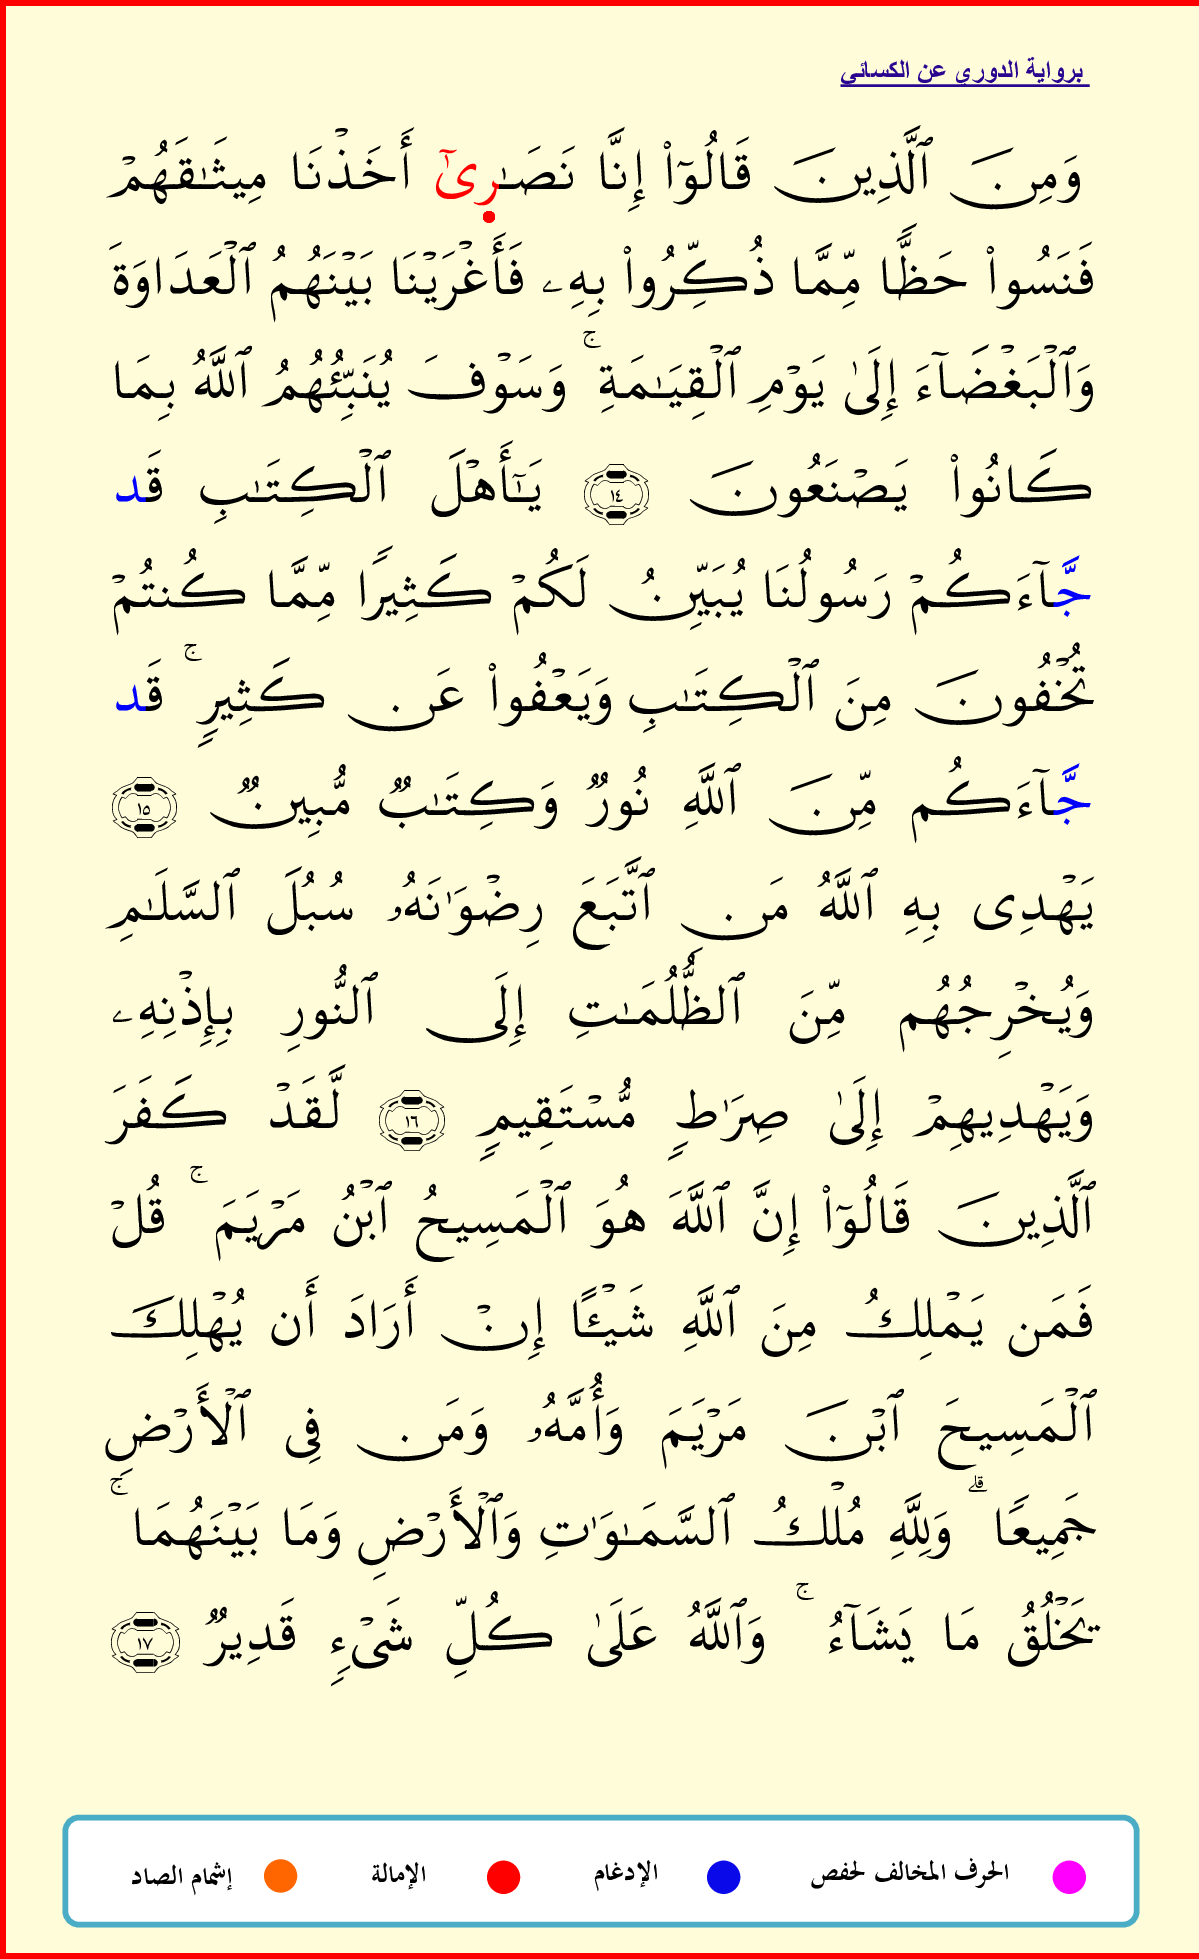 برواية الدوري عن الكسائي
وَمِنَ ٱلَّذِينَ قَالُوٓا۟ إِنَّا نَصَـٰرِىٰٓ أَخَذْنَا مِيثَـٰقَهُمْ
فَنَسُوا۟ حَظًّا مِّمَّا ذُكِّرُوا۟ بِهِۦ فَأَغْرَيْنَا بَيْنَهُمُ ٱلْعَدَاوَةَ
وَٱلْبَغْضَآءَ إِلَىٰ يَوْمِ ٱلْقِيَـٰمَةِ ۚ وَسَوْفَ يُنَبِّئُهُمُ ٱللَّهُ بِمَا
كَانُوا۟ يَصْنَعُونَ ١٤ يَـٰٓأَهْلَ ٱلْكِتَـٰبِ قَد
جَّآءَكُمْ رَسُولُنَا يُبَيِّنُ لَكُمْ كَثِيرًا مِّمَّا كُنتُمْ
تُخْفُونَ مِنَ ٱلْكِتَـٰبِ وَيَعْفُوا۟ عَن كَثِيرٍ ۚ قَد
جَّآءَكُم مِّنَ ٱللَّهِ نُورٌ وَكِتَـٰبٌ مُّبِينٌ ١٥
يَهْدِى بِهِ ٱللَّهُ مَنِ ٱتَّبَعَ رِضْوَٰنَهُۥ سُبُلَ ٱلسَّلَـٰمِ
وَيُخْرِجُهُم مِّنَ ٱلظُّلُمَـٰتِ إِلَى ٱلنُّورِ بِإِذْنِهِۦ
وَيَهْدِيهِمْ إِلَىٰ صِرَٰطٍ مُّسْتَقِيمٍ ١٦ لَّقَدْ كَفَرَ
ٱلَّذِينَ قَالُوٓا۟ إِنَّ ٱللَّهَ هُوَ ٱلْمَسِيحُ ٱبْنُ مَرْيَمَ ۚ قُلْ
فَمَن يَمْلِكُ مِنَ ٱللَّهِ شَيْـًٔا إِنْ أَرَادَ أَن يُهْلِكَ
ٱلْمَسِيحَ ٱبْنَ مَرْيَمَ وَأُمَّهُۥ وَمَن فِى ٱلْأَرْضِ
جَمِيعًا ۗ وَلِلَّهِ مُلْكُ ٱلسَّمَـٰوَٰتِ وَٱلْأَرْضِ وَمَا بَيْنَهُمَا ۚ
يَخْلُقُ مَا يَشَآءُ ۚ وَٱللَّهُ عَلَىٰ كُلِّ شَىْءٍ قَدِيرٌ ١٧
الحرف المخالف لحفص الإدغام الإمالة إشمام الصاد